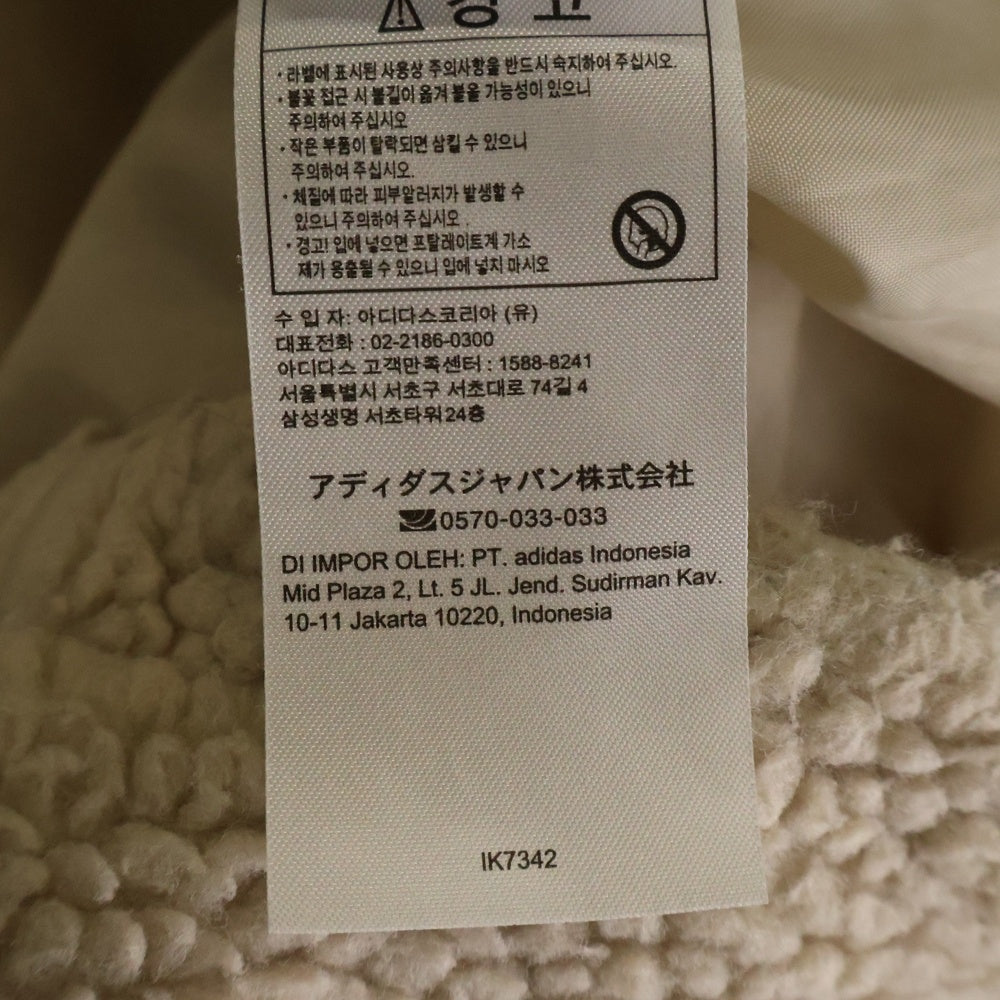 경고
· 라벨에 표시된 사용상 주의사항을 반드시 숙지하여 주십시오.
· 불꽃 접근 시 불길이 옮겨 붙을 가능성이 있으니
주의하여 주십시오
· 작은 부품이 탈락되면 삼킬 수 있으니
주의하여 주십시오.
· 체질에 따라 피부알러지가 발생할 수
있으니 주의하여 주십시오 .
· 경고! 입에 넣으면 프탈레이트계 가소
제가 용출될 수 있으니 입에 넣지 마시오
수 입 자: 아디다스코리아 (유)
대표전화 : 02-2186-0300
아디다스 고객만족센터 : 1588-8241
서울특별시 서초구 서초대로 74길 4
삼성생명 서초타워24층
アディダスジャパン株式会社
0570-033-033
DI IMPOR OLEH: PT. adidas Indonesia
Mid Plaza 2, Lt. 5 JL. Jend. Sudirman Kav.
10-11 Jakarta 10220, Indonesia
IK7342